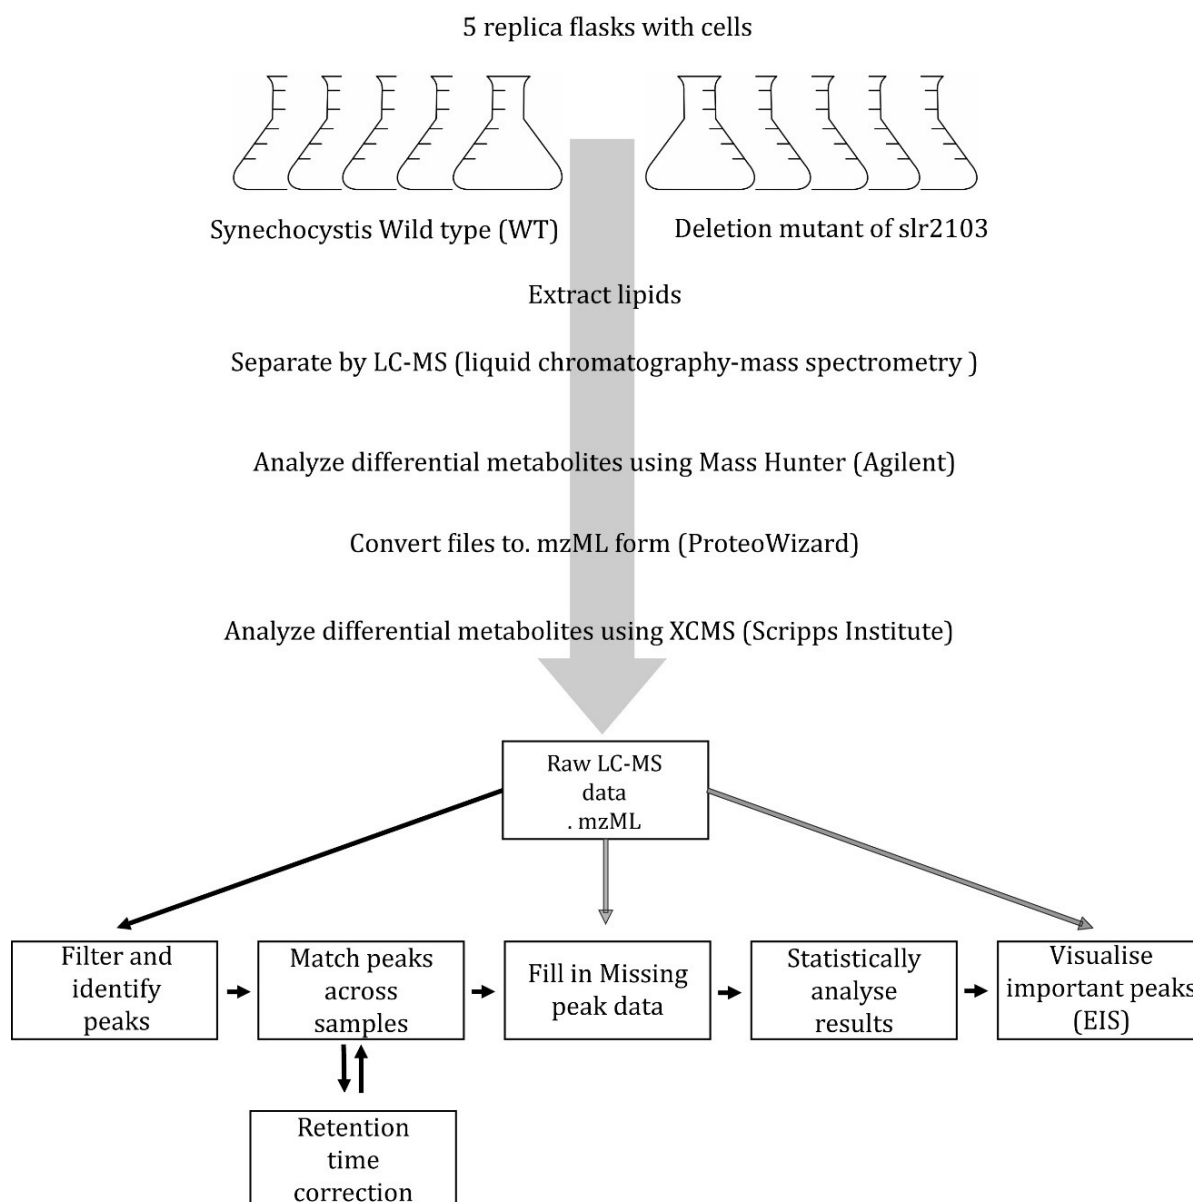 5 replica flasks with cells
Synechocystis Wild type (WT)
Deletion mutant of slr2103
Extract lipids
Separate by LC-MS (liquid chromatography-mass spectrometry )
Analyze differential metabolites using Mass Hunter (Agilent)
Convert files to. mzML form (ProteoWizard)
Analyze differential metabolites using XCMS (Scripps Institute)
Raw LC-MS
data
. mzML
Filter and
identify
peaks
Match peaks
across
samples
Fill in Missing
peak data
Statistically
analyse
results
Visualise
important peaks
(EIS)
Retention
time
correction